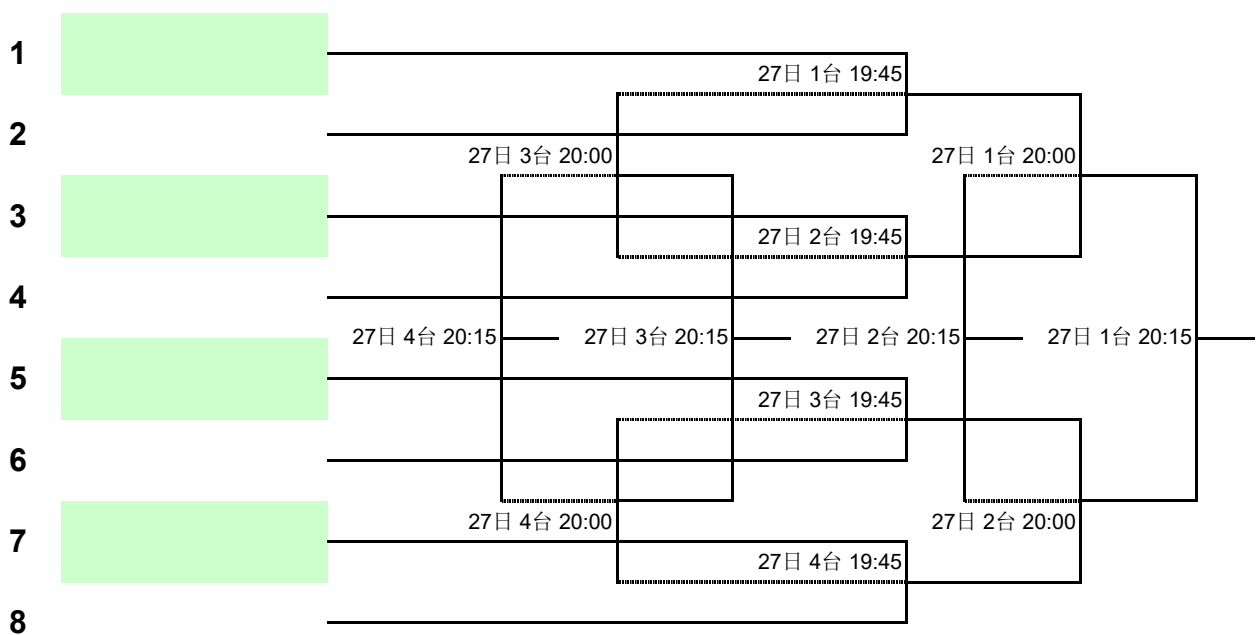 1
27日 1台 19:45
2
27日 3台 20:00
27日 1台 20:00
3
27日 2台 19:45
4
27日 4台 20:15
27日 3台 20:15
27日 2台 20:15
27日 1台 20:15
5
27日 3台 19:45
6
27日 4台 20:00
27日 2台 20:00
7
27日 4台 19:45
8